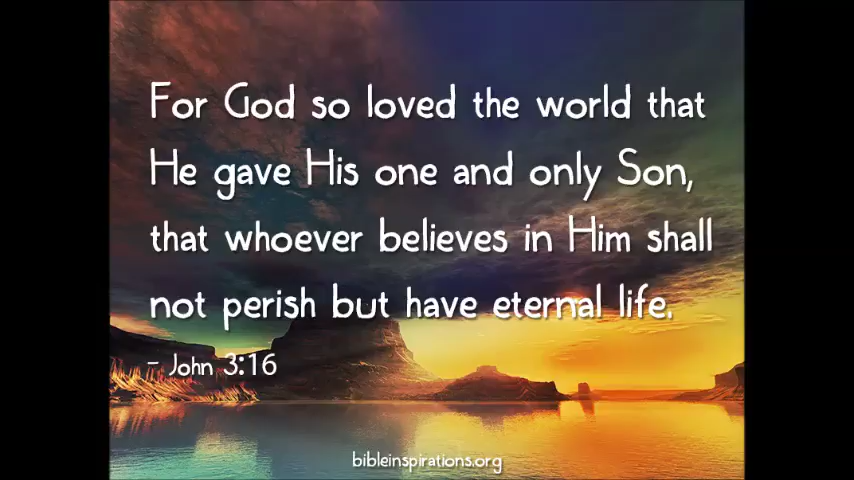 For God so loved the world that
He gave His one and only Son,
that whoever believes in Him shall
not perish but have eternal life.
- John 3:16
bibleinspirations.org